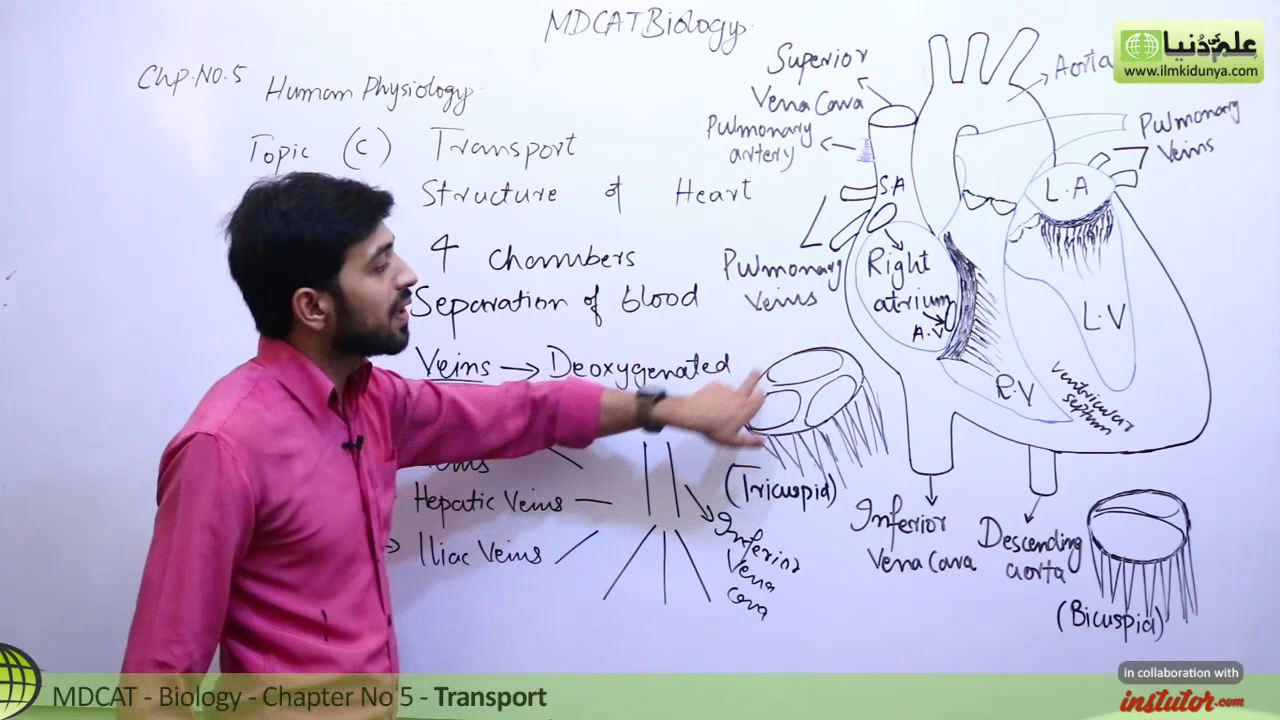 MDCAT Biology
Chp.No.5 Human Physiology
Topic (C) Transport
Structure of Heart
4 chambers
Separation of blood
Veins → Deoxygenated
Hepatic Veins
Iliac Veins
Inferior
Vena
cava
Superior
Vena Cava
Pulmonary
artery
Pulmonary
Veins
Aorta
Pulmonary
Veins
S.A
L.A
Right
atrium
A.V
L.V
R.V
Ventricular
septum
(Tricuspid)
Inferior
Vena Cava
Descending
aorta
(Bicuspid)
علم کی دُنیا
www.ilmkidunya.com
MDCAT - Biology - Chapter No 5 - Transport
in collaboration with
instutor.com